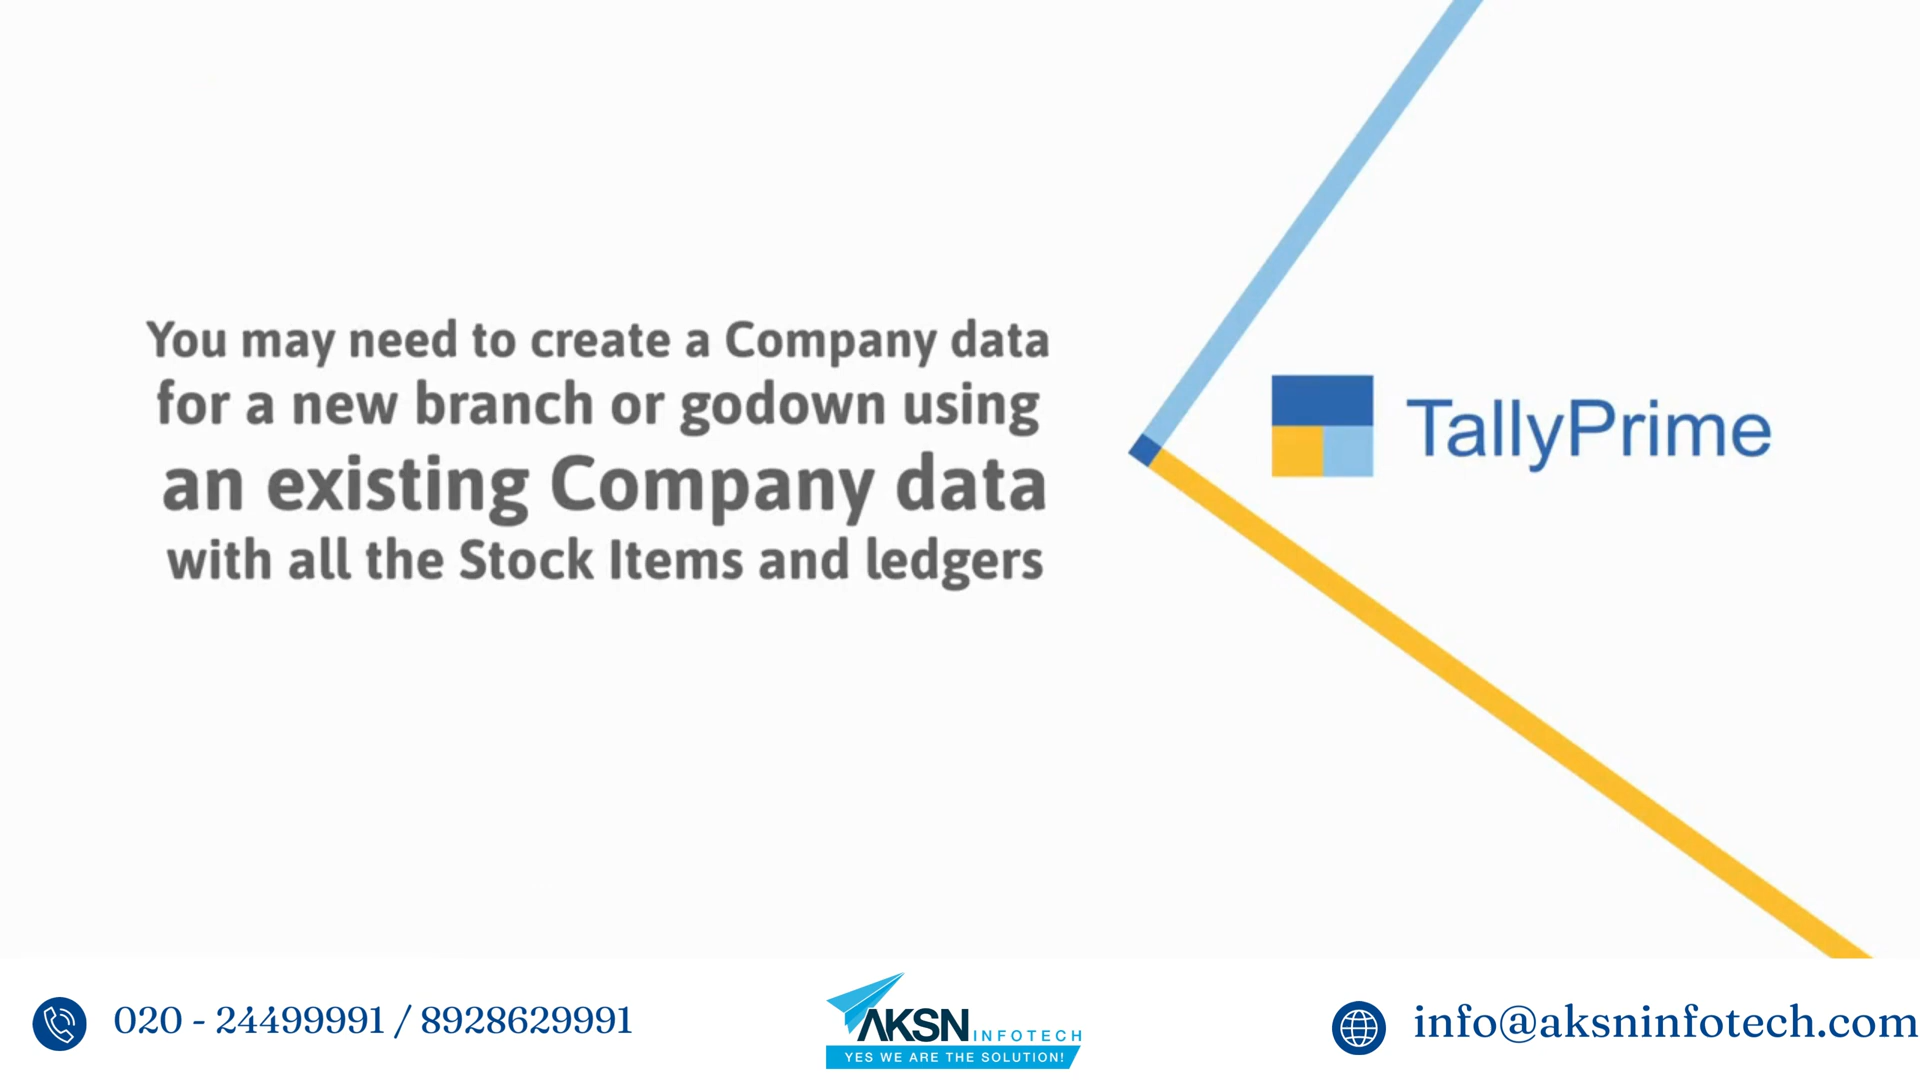 You may need to create a Company data
for a new branch or godown using
an existing Company data
with all the Stock Items and ledgers
TallyPrime
020 - 24499991 / 8928629991
AKSN INFOTECH
YES WE ARE THE SOLUTION!
info@aksninfotech.com